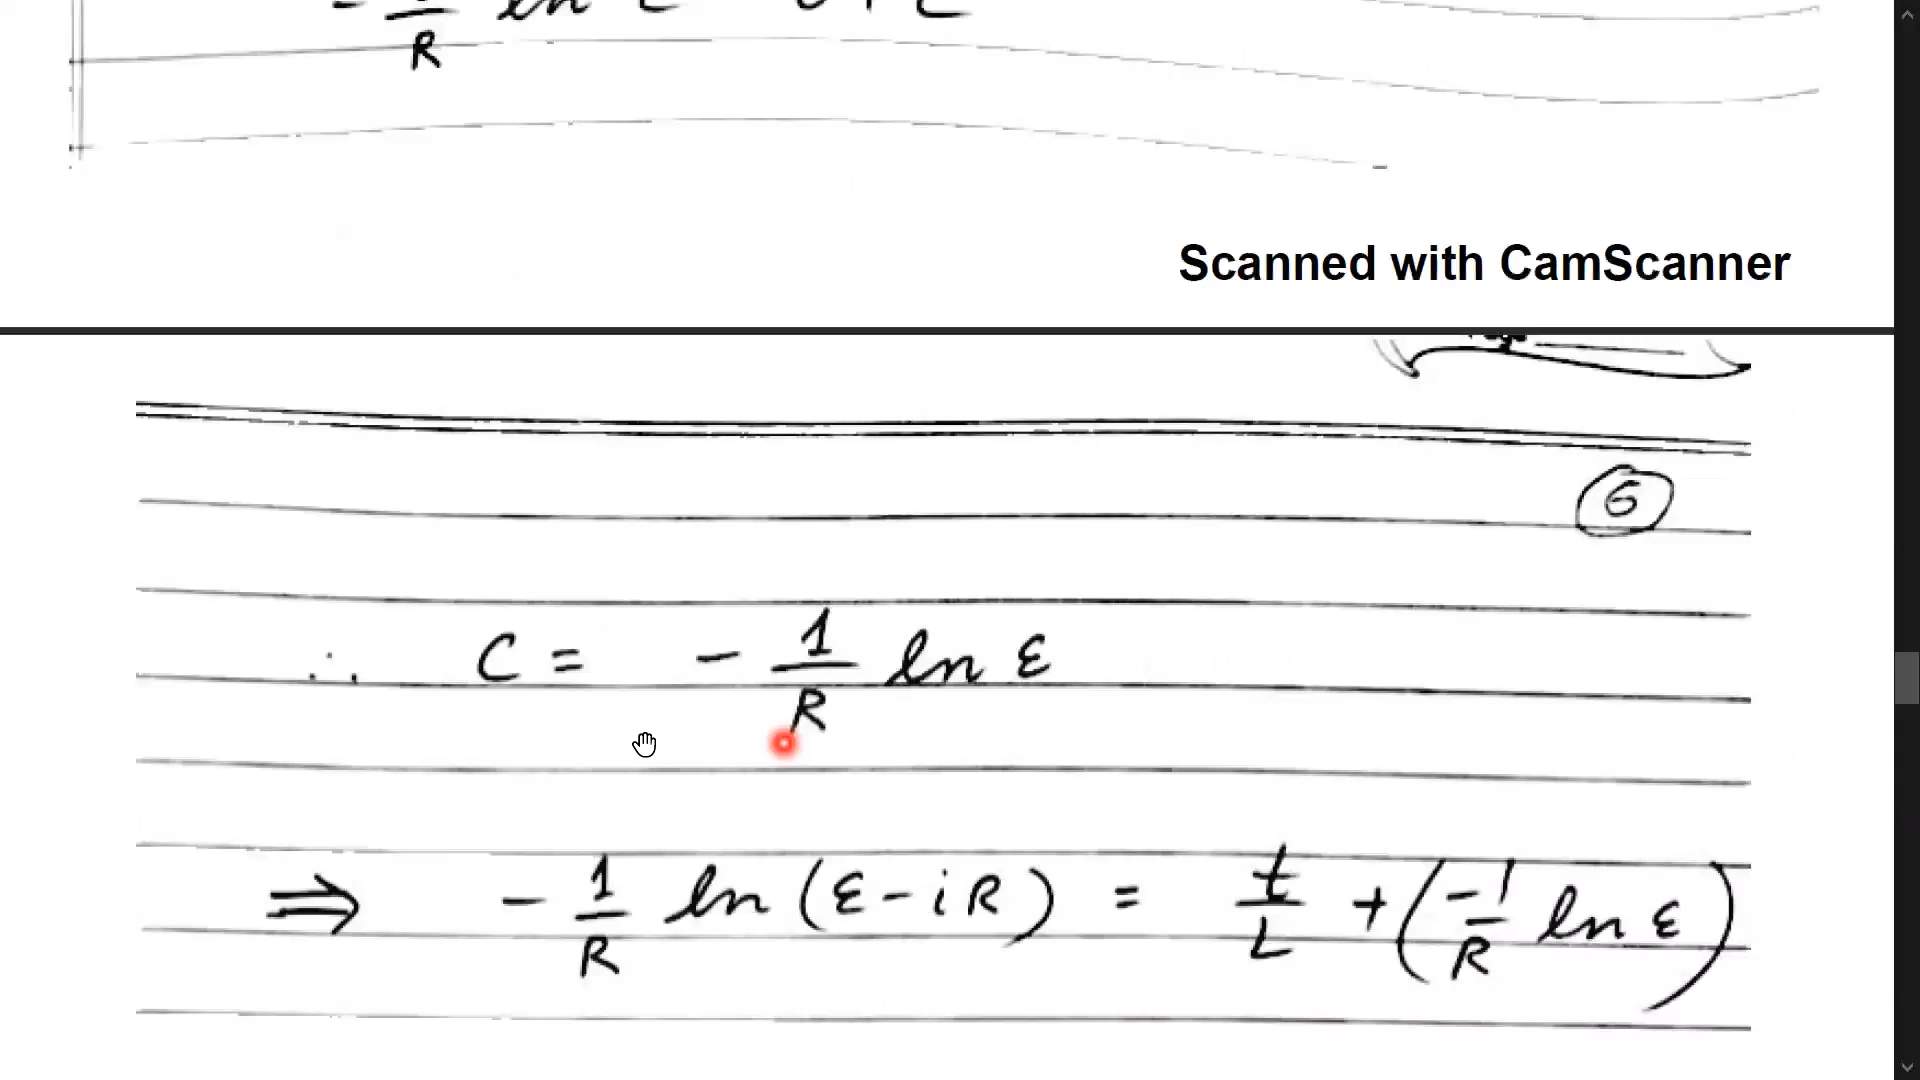 R
Scanned with CamScanner
6
∴ C = - 1/R ln ε
⇒ - 1/R ln (ε - iR) = t/L + (-1/R ln ε)